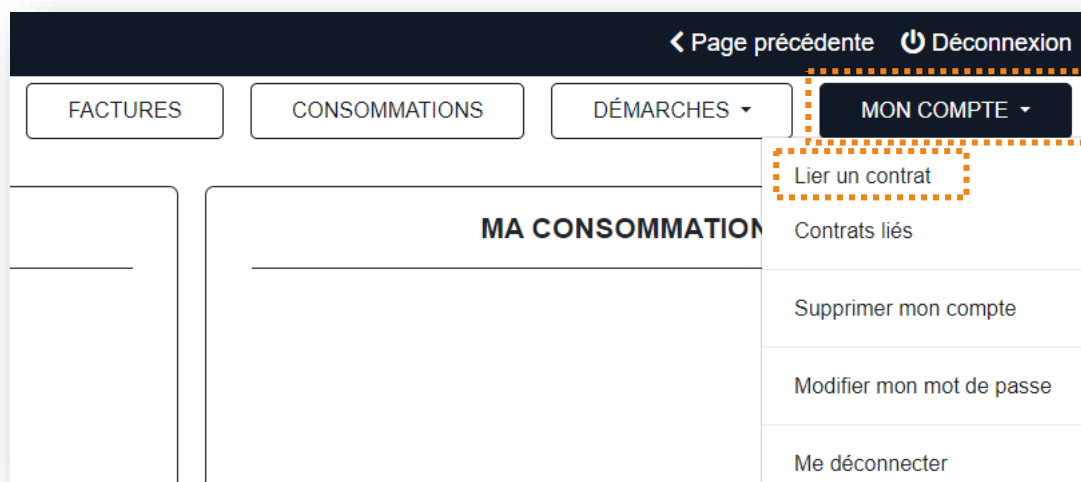 Page précédente Déconnexion
FACTURES CONSOMMATIONS DÉMARCHES MON COMPTE
Lier un contrat
MA CONSOMMATION
Contrats liés
Supprimer mon compte
Modifier mon mot de passe
Me déconnecter